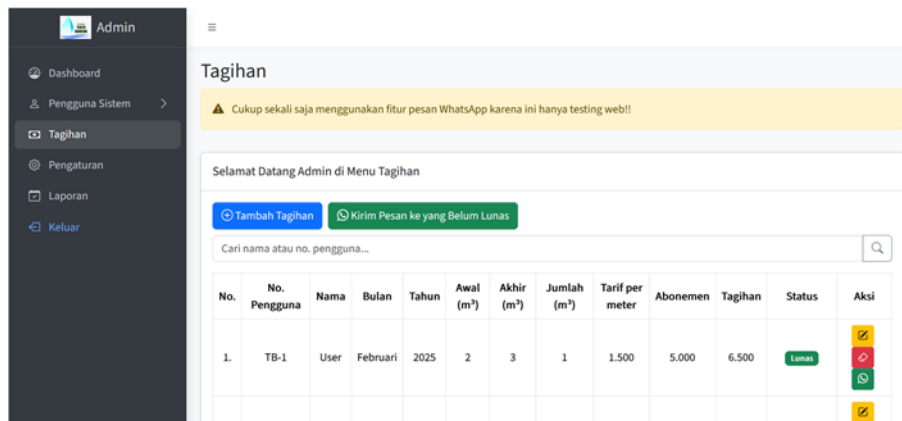 Admin
Dashboard
Pengguna Sistem
Tagihan
Pengaturan
Laporan
Keluar
Tagihan
Cukup sekali saja menggunakan fitur pesan WhatsApp karena ini hanya testing web!!
Selamat Datang Admin di Menu Tagihan
Tambah Tagihan Kirim Pesan ke yang Belum Lunas
Cari nama atau no. pengguna...
No. No. Pengguna Nama Bulan Tahun Awal (m³) Akhir (m³) Jumlah (m³) Tarif per meter Abonemen Tagihan Status Aksi
1. TB-1 User Februari 2025 2 3 1 1.500 5.000 6.500 Lunas